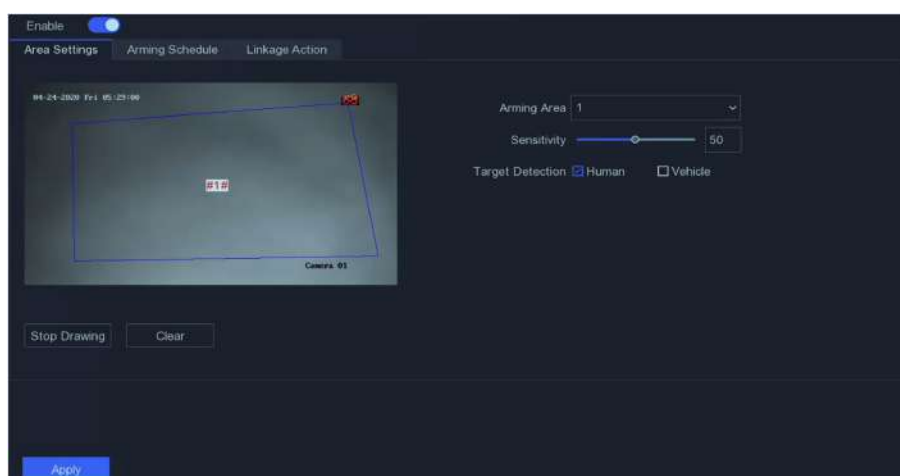 Enable
Area Settings Arming Schedule Linkage Action
04-24-2020 Fri 05:29:00
Arming Area 1
Sensitivity 50
#1#
Target Detection Human Vehicle
Camera 01
Stop Drawing Clear
Apply